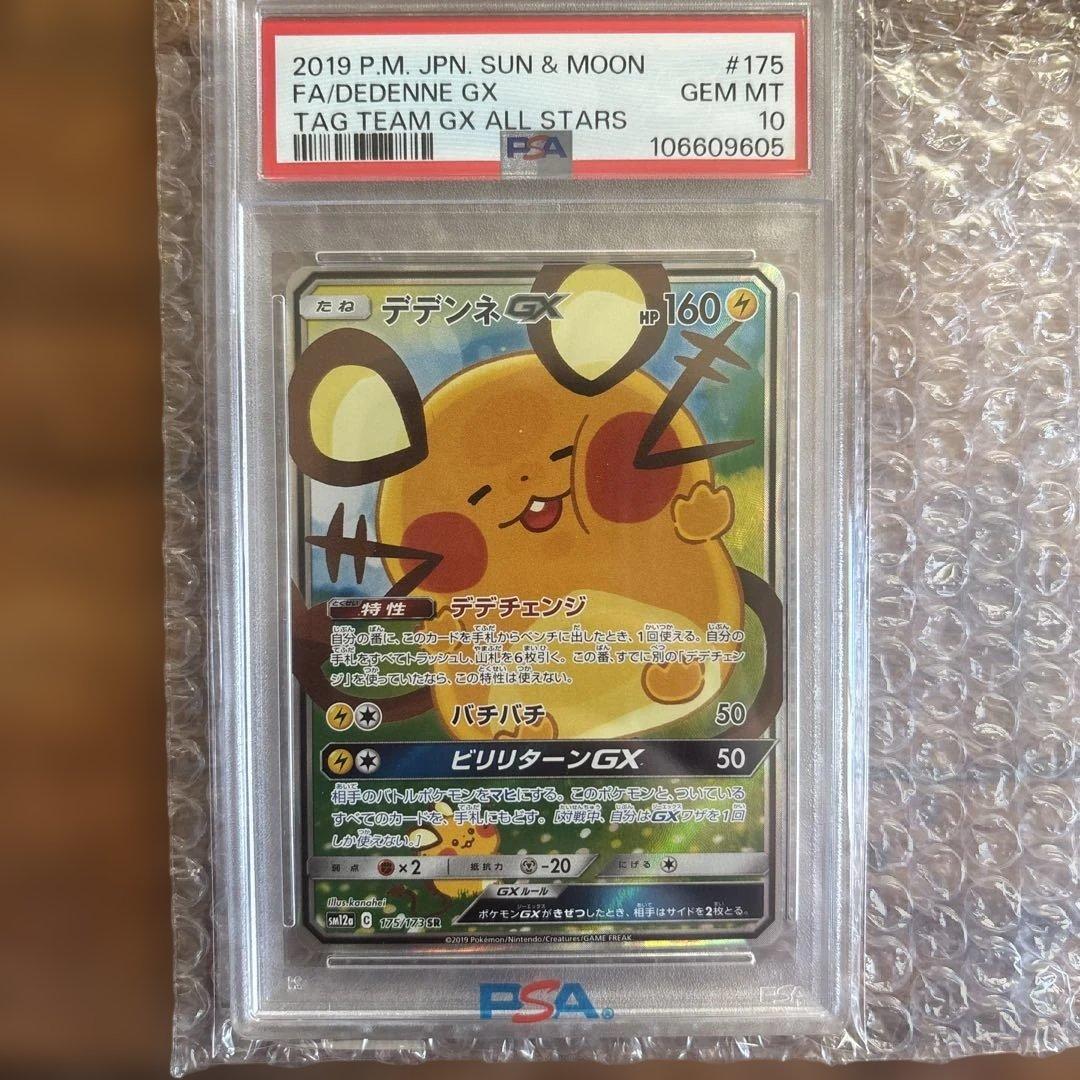 2019 P.M. JPN. SUN & MOON #175
FA/DEDENNE GX GEM MT
TAG TEAM GX ALL STARS 10
PSA 106609605
たね デデンネGX HP160
とくせい
特性 デデチェンジ
自分の番に、このカードを手札からベンチに出したとき、1回使える。自分の
手札をすべてトラッシュし、山札を6枚引く。この番、すでに別の「デデチェン
ジ」を使っていたなら、この特性は使えない。
バチバチ 50
ビリリターンGX 50
相手のバトルポケモンをマヒにする。このポケモンと、ついている
すべてのカードを、手札にもどす。[対戦中、自分はGXワザを1回
しか使えない。]
弱点 ×2 抵抗力 -20 にげる
GXルール
Illus.kanahei
ポケモンGXがきぜつしたとき、相手はサイドを2枚とる。
sm12a C 175/173 SR
©2019 Pokémon/Nintendo/Creatures/GAME FREAK
PSA®
PSA